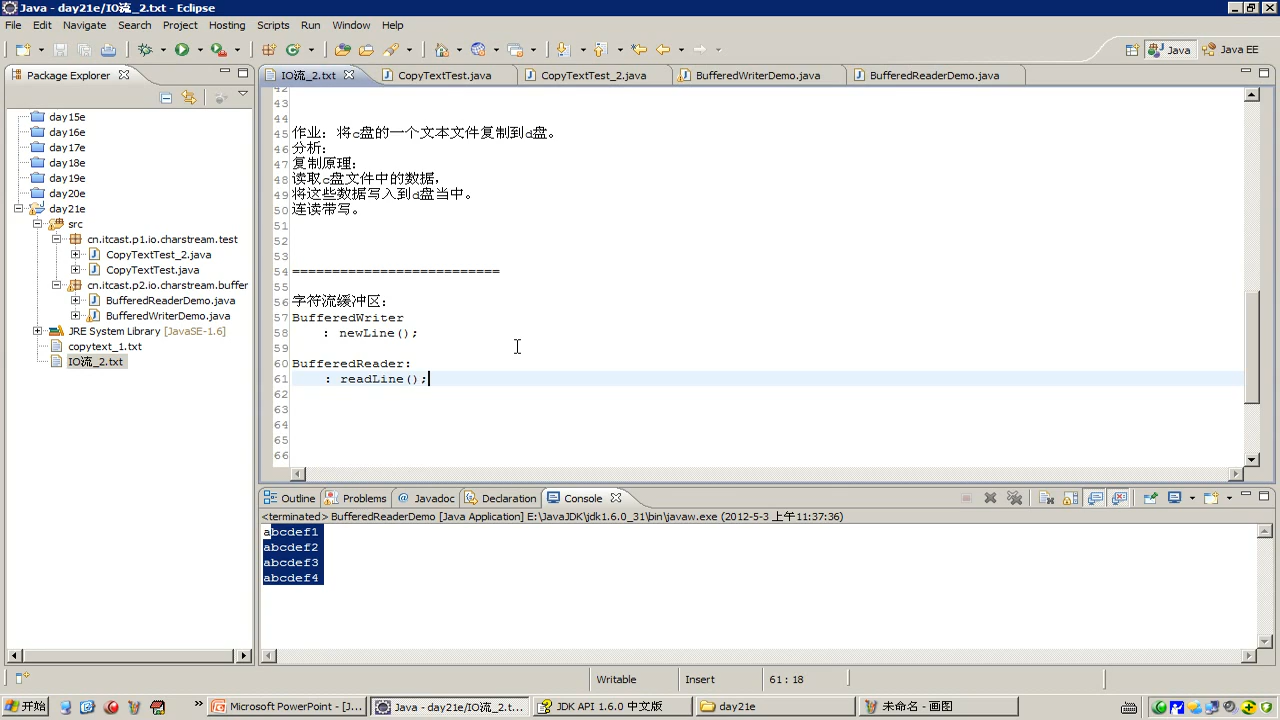 Java - day21e/IO流_2.txt - Eclipse
File Edit Navigate Search Project Hosting Scripts Run Window Help
Java Java EE
Package Explorer
IO流_2.txt CopyTextTest.java CopyTextTest_2.java BufferedWriterDemo.java BufferedReaderDemo.java
day15e
day16e
day17e
day18e
day19e
day20e
day21e
src
cn.itcast.p1.io.charstream.test
CopyTextTest_2.java
CopyTextTest.java
cn.itcast.p2.io.charstream.buffer
BufferedReaderDemo.java
BufferedWriterDemo.java
JRE System Library [JavaSE-1.6]
copytext_1.txt
IO流_2.txt
42
43
44
45 作业：将c盘的一个文本文件复制到d盘。
46 分析：
47 复制原理：
48 读取c盘文件中的数据，
49 将这些数据写入到d盘当中。
50 连读带写。
51
52
53
54 ==========================
55
56 字符流缓冲区：
57 BufferedWriter
58 : newLine();
59
60 BufferedReader:
61 : readLine();
62
63
64
65
66
Outline Problems Javadoc Declaration Console
<terminated> BufferedReaderDemo [Java Application] E:\JavaJDK\jdk1.6.0_31\bin\javaw.exe (2012-5-3 上午11:37:36)
abcdef1
abcdef2
abcdef3
abcdef4
Writable Insert 61 : 18
开始 » Microsoft PowerPoint - [... Java - day21e/IO流_2.t... JDK API 1.6.0 中文版 day21e 未命名 - 画图